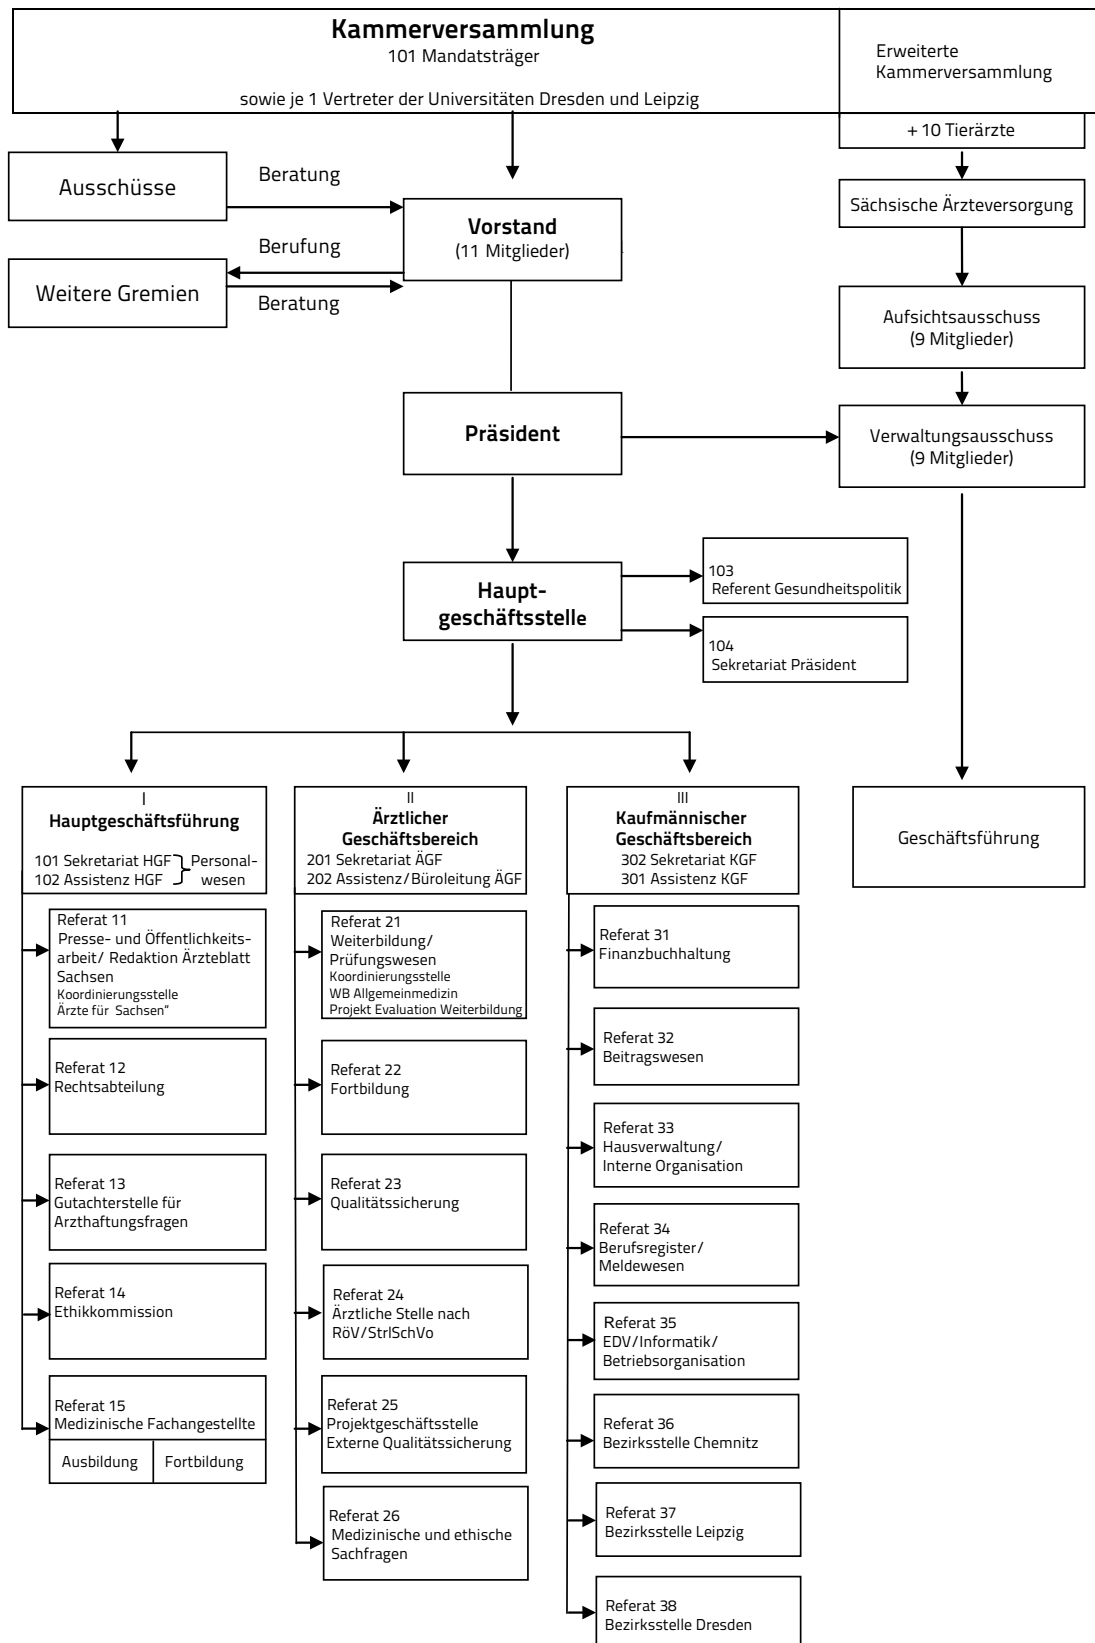 Kammerversammlung
101 Mandatsträger
sowie je 1 Vertreter der Universitäten Dresden und Leipzig
Erweiterte
Kammerversammlung
+ 10 Tierärzte
Ausschüsse
Beratung
Vorstand
(11 Mitglieder)
Berufung
Weitere Gremien
Beratung
Sächsische Ärzteversorgung
Aufsichtsausschuss
(9 Mitglieder)
Präsident
Verwaltungsausschuss
(9 Mitglieder)
Haupt-
geschäftsstelle
103
Referent Gesundheitspolitik
104
Sekretariat Präsident
I
Hauptgeschäftsführung
101 Sekretariat HGF
102 Assistenz HGF
} Personal-
wesen
II
Ärztlicher
Geschäftsbereich
201 Sekretariat ÄGF
202 Assistenz/Büroleitung ÄGF
III
Kaufmännischer
Geschäftsbereich
302 Sekretariat KGF
301 Assistenz KGF
Geschäftsführung
Referat 11
Presse- und Öffentlichkeits-
arbeit/ Redaktion Ärzteblatt
Sachsen
Koordinierungsstelle
Ärzte für Sachsen“
Referat 12
Rechtsabteilung
Referat 13
Gutachterstelle für
Arzthaftungsfragen
Referat 14
Ethikkommission
Referat 15
Medizinische Fachangestellte
Ausbildung
Fortbildung
Referat 21
Weiterbildung/
Prüfungswesen
Koordinierungsstelle
WB Allgemeinmedizin
Projekt Evaluation Weiterbildung
Referat 22
Fortbildung
Referat 23
Qualitätssicherung
Referat 24
Ärztliche Stelle nach
RöV/StrlSchVo
Referat 25
Projektgeschäftsstelle
Externe Qualitätssicherung
Referat 26
Medizinische und ethische
Sachfragen
Referat 31
Finanzbuchhaltung
Referat 32
Beitragswesen
Referat 33
Hausverwaltung/
Interne Organisation
Referat 34
Berufsregister/
Meldewesen
Referat 35
EDV/Informatik/
Betriebsorganisation
Referat 36
Bezirksstelle Chemnitz
Referat 37
Bezirksstelle Leipzig
Referat 38
Bezirksstelle Dresden